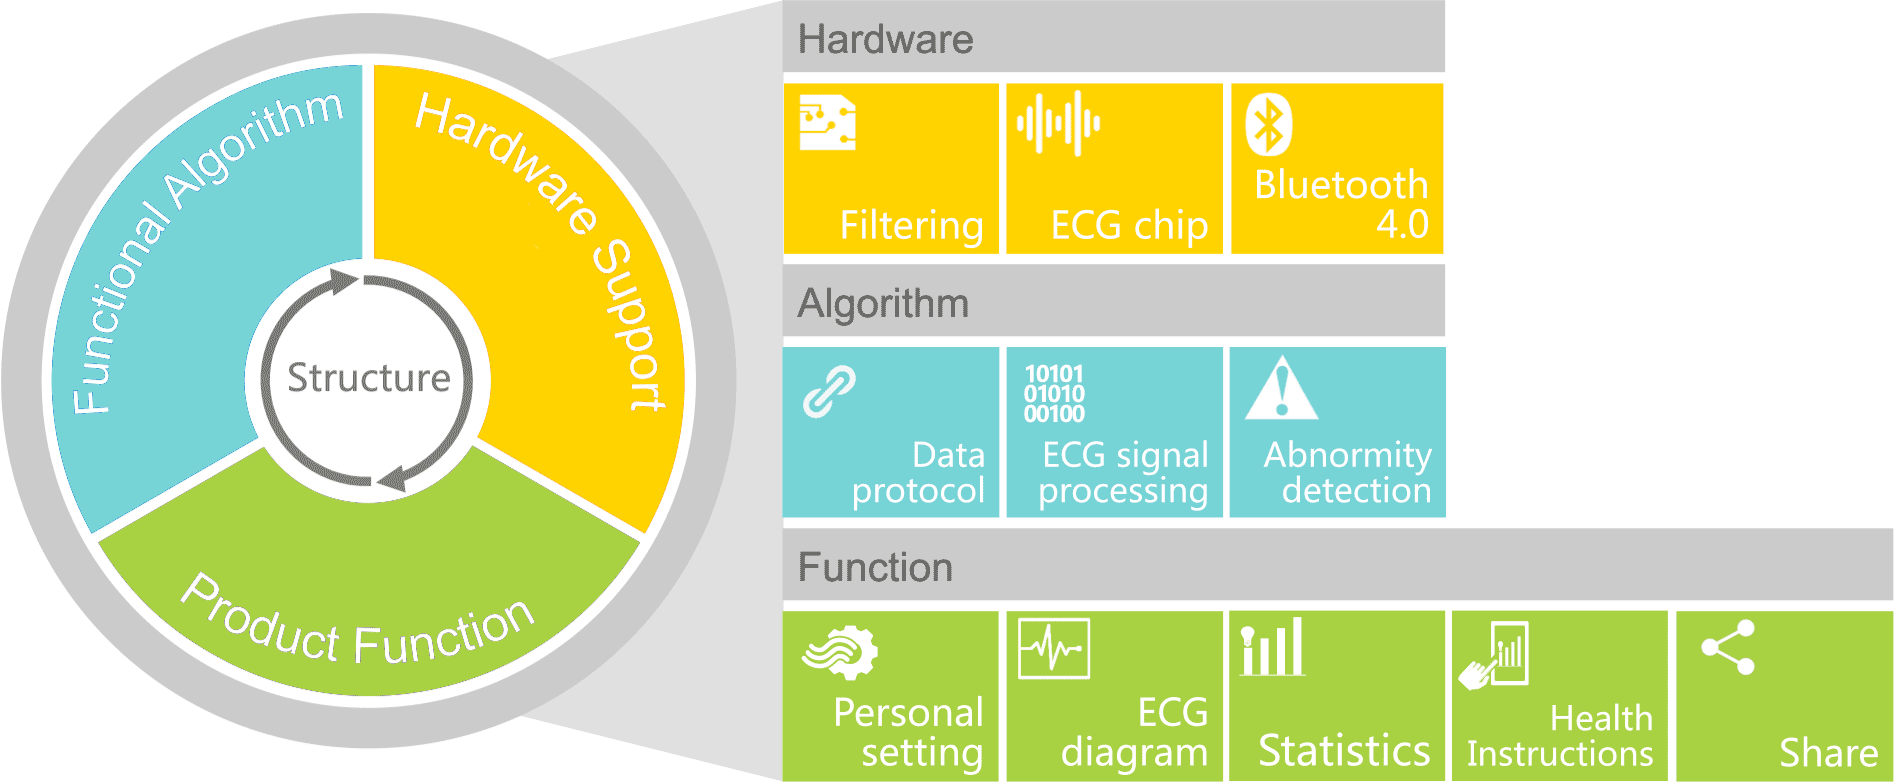 Functional Algorithm
Hardware Support
Structure
Product Function
Hardware
Filtering
ECG chip
Bluetooth
4.0
Algorithm
10101
01010
00100
Data
protocol
ECG signal
processing
Abnormity
detection
Function
Personal
setting
ECG
diagram
Statistics
Health
Instructions
Share